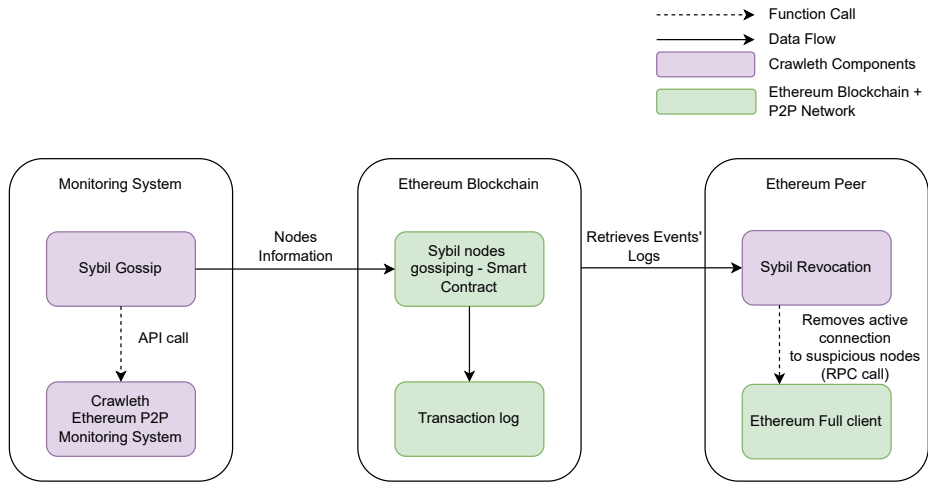 Function Call
Data Flow
Crawleth Components
Ethereum Blockchain +
P2P Network
Monitoring System
Sybil Gossip
API call
Crawleth
Ethereum P2P
Monitoring System
Nodes
Information
Ethereum Blockchain
Sybil nodes
gossiping - Smart
Contract
Transaction log
Retrieves Events'
Logs
Ethereum Peer
Sybil Revocation
Removes active
connection
to suspicious nodes
(RPC call)
Ethereum Full client